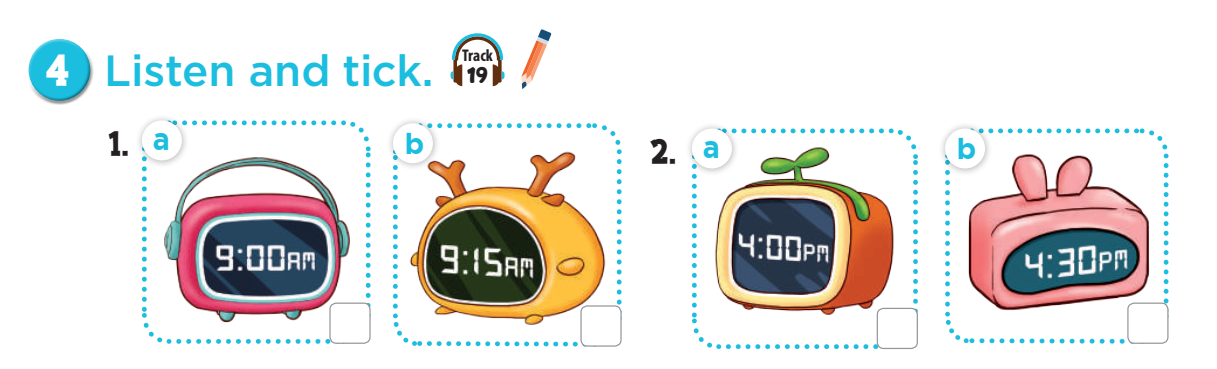 4 Listen and tick. Track 19
1. a b 2. a b
9:00AM 9:15AM 4:00PM 4:30PM